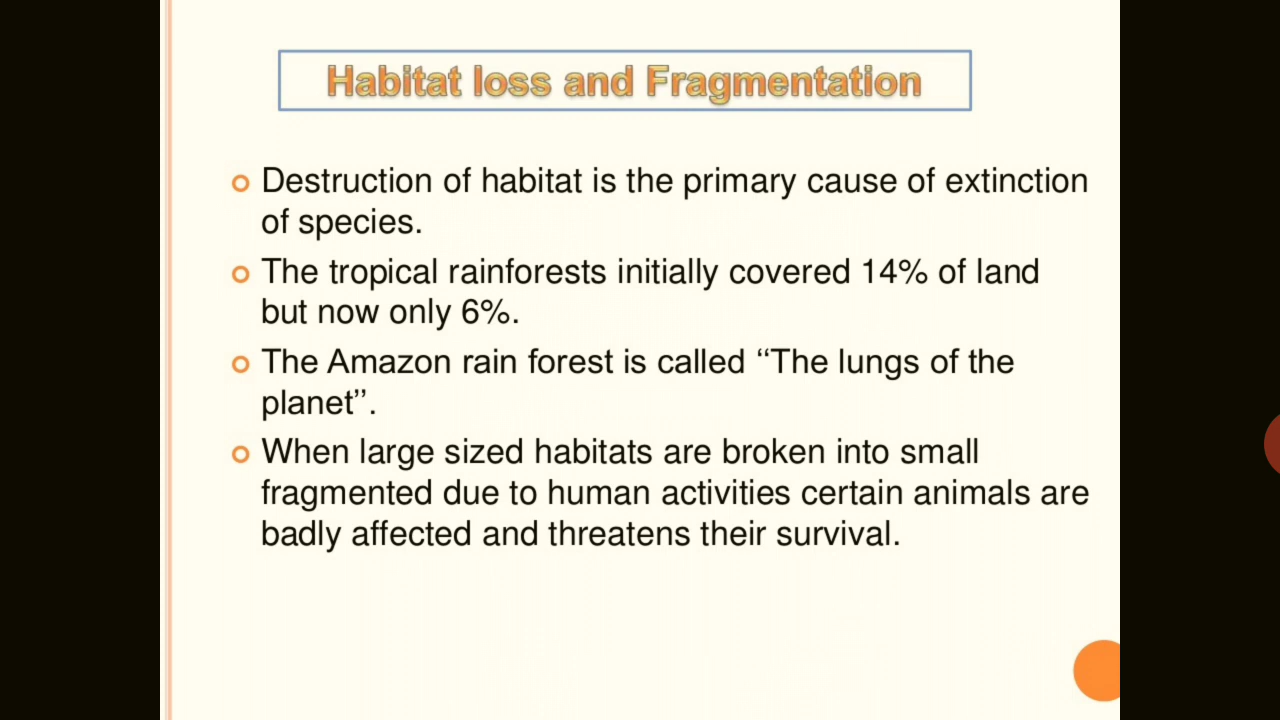 Habitat loss and Fragmentation
Destruction of habitat is the primary cause of extinction
of species.
The tropical rainforests initially covered 14% of land
but now only 6%.
The Amazon rain forest is called ‘‘The lungs of the
planet’’.
When large sized habitats are broken into small
fragmented due to human activities certain animals are
badly affected and threatens their survival.